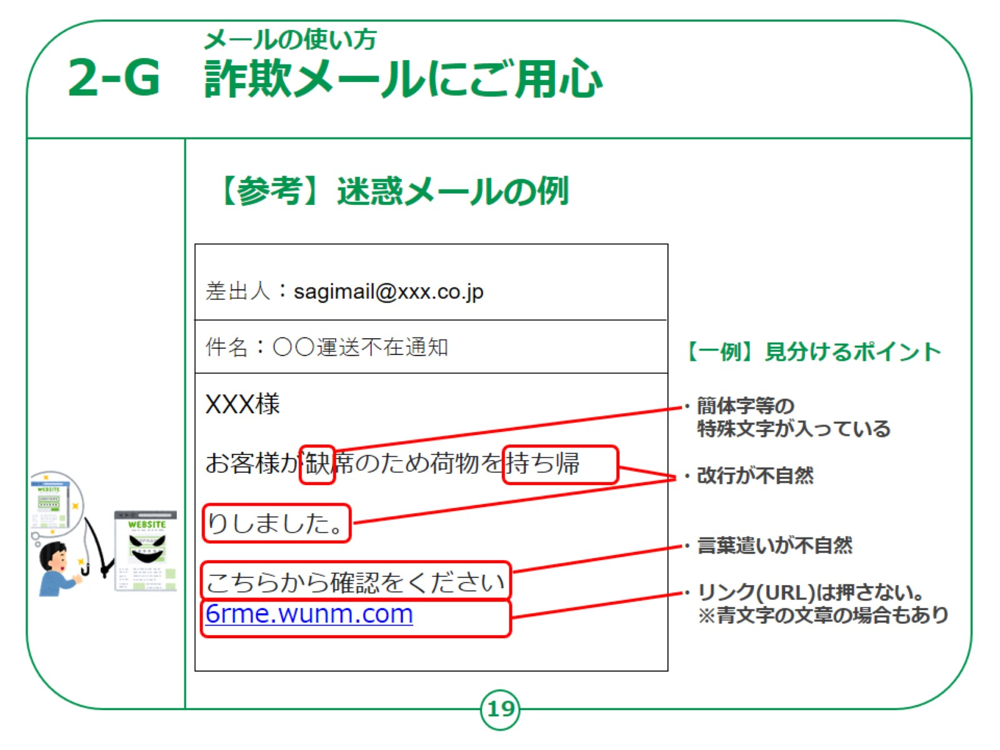 メールの使い方
2-G 詐欺メールにご用心
【参考】迷惑メールの例
差出人：sagimail@xxx.co.jp
件名：〇〇運送不在通知
XXX様
お客様が缺席のため荷物を持ち帰
りしました。
こちらから確認をください
6rme.wunm.com
【一例】見分けるポイント
・簡体字等の
特殊文字が入っている
・改行が不自然
・言葉遣いが不自然
・リンク(URL)は押さない。
※青文字の文章の場合もあり
WEBSITE
WEBSITE
19